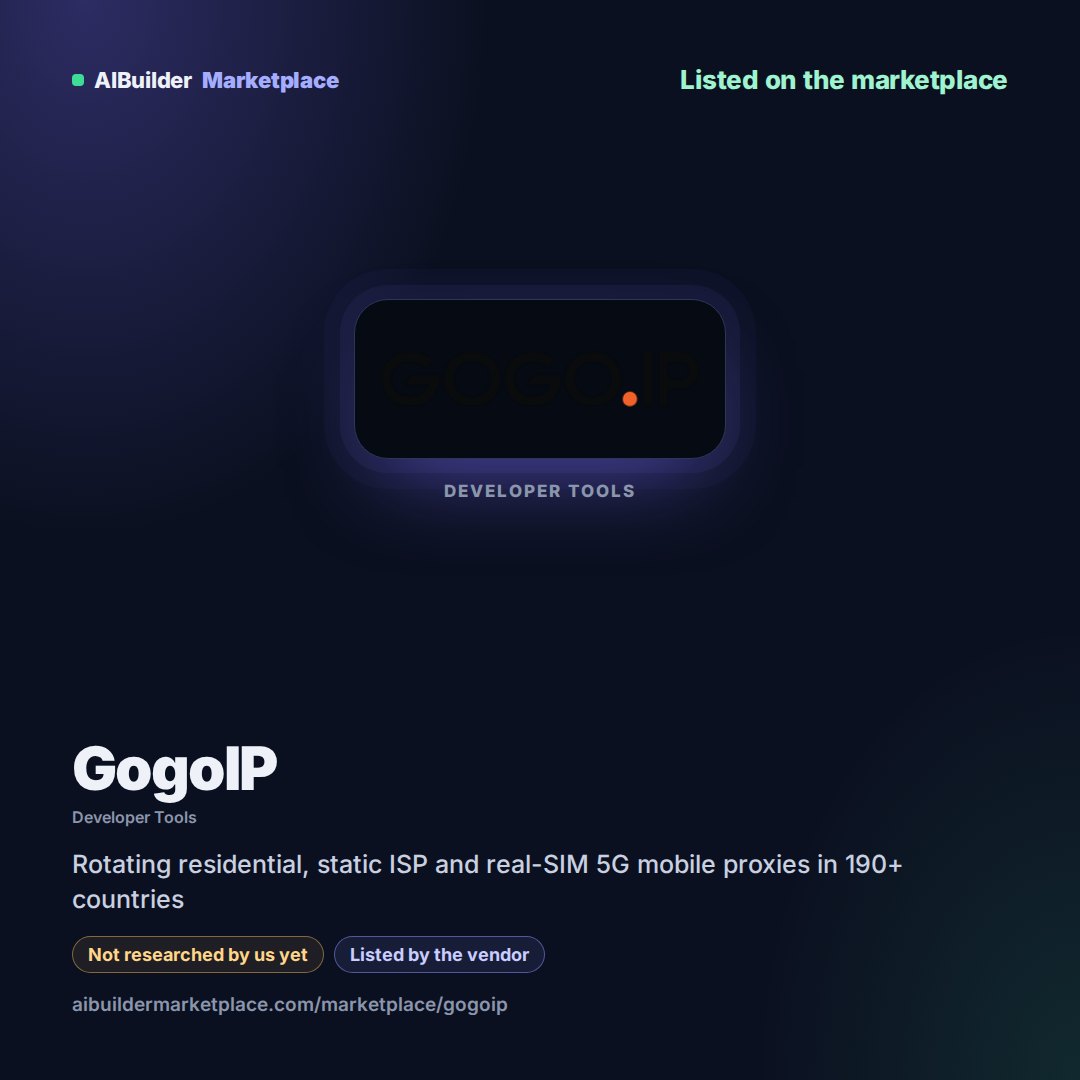 AIBuilder Marketplace
Listed on the marketplace
GOGO.IP
DEVELOPER TOOLS
GogoIP
Developer Tools
Rotating residential, static ISP and real-SIM 5G mobile proxies in 190+
countries
Not researched by us yet
Listed by the vendor
aibuildermarketplace.com/marketplace/gogoip